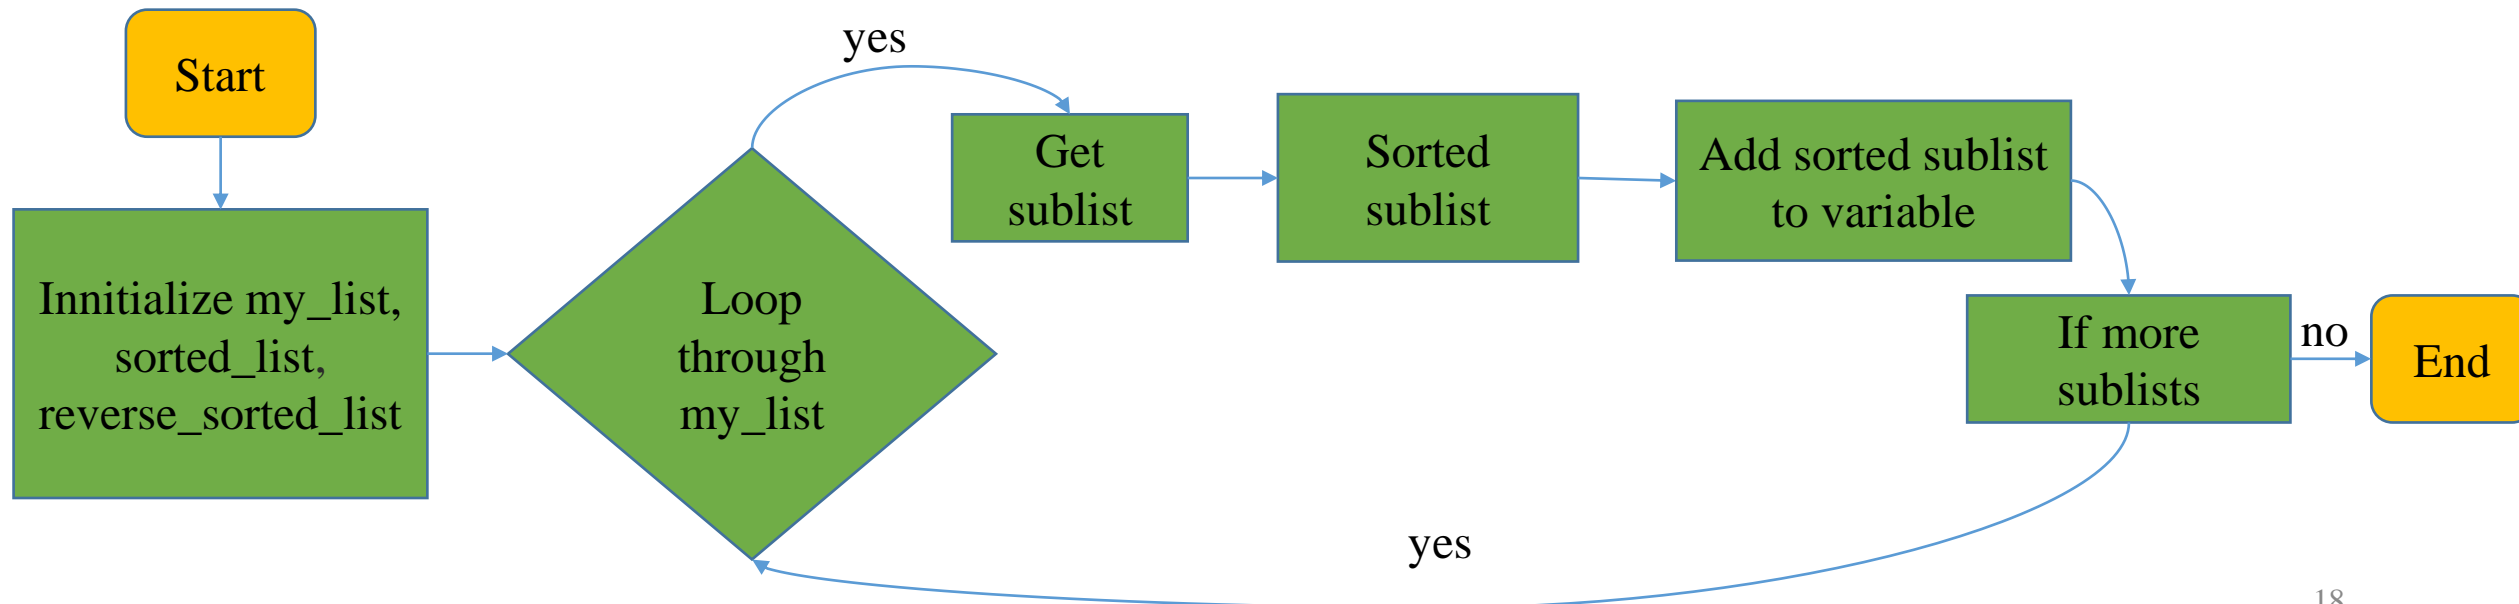 Start
Innitialize my_list,
sorted_list,
reverse_sorted_list
Loop
through
my_list
yes
Get
sublist
Sorted
sublist
Add sorted sublist
to variable
If more
sublists
no
End
yes
18